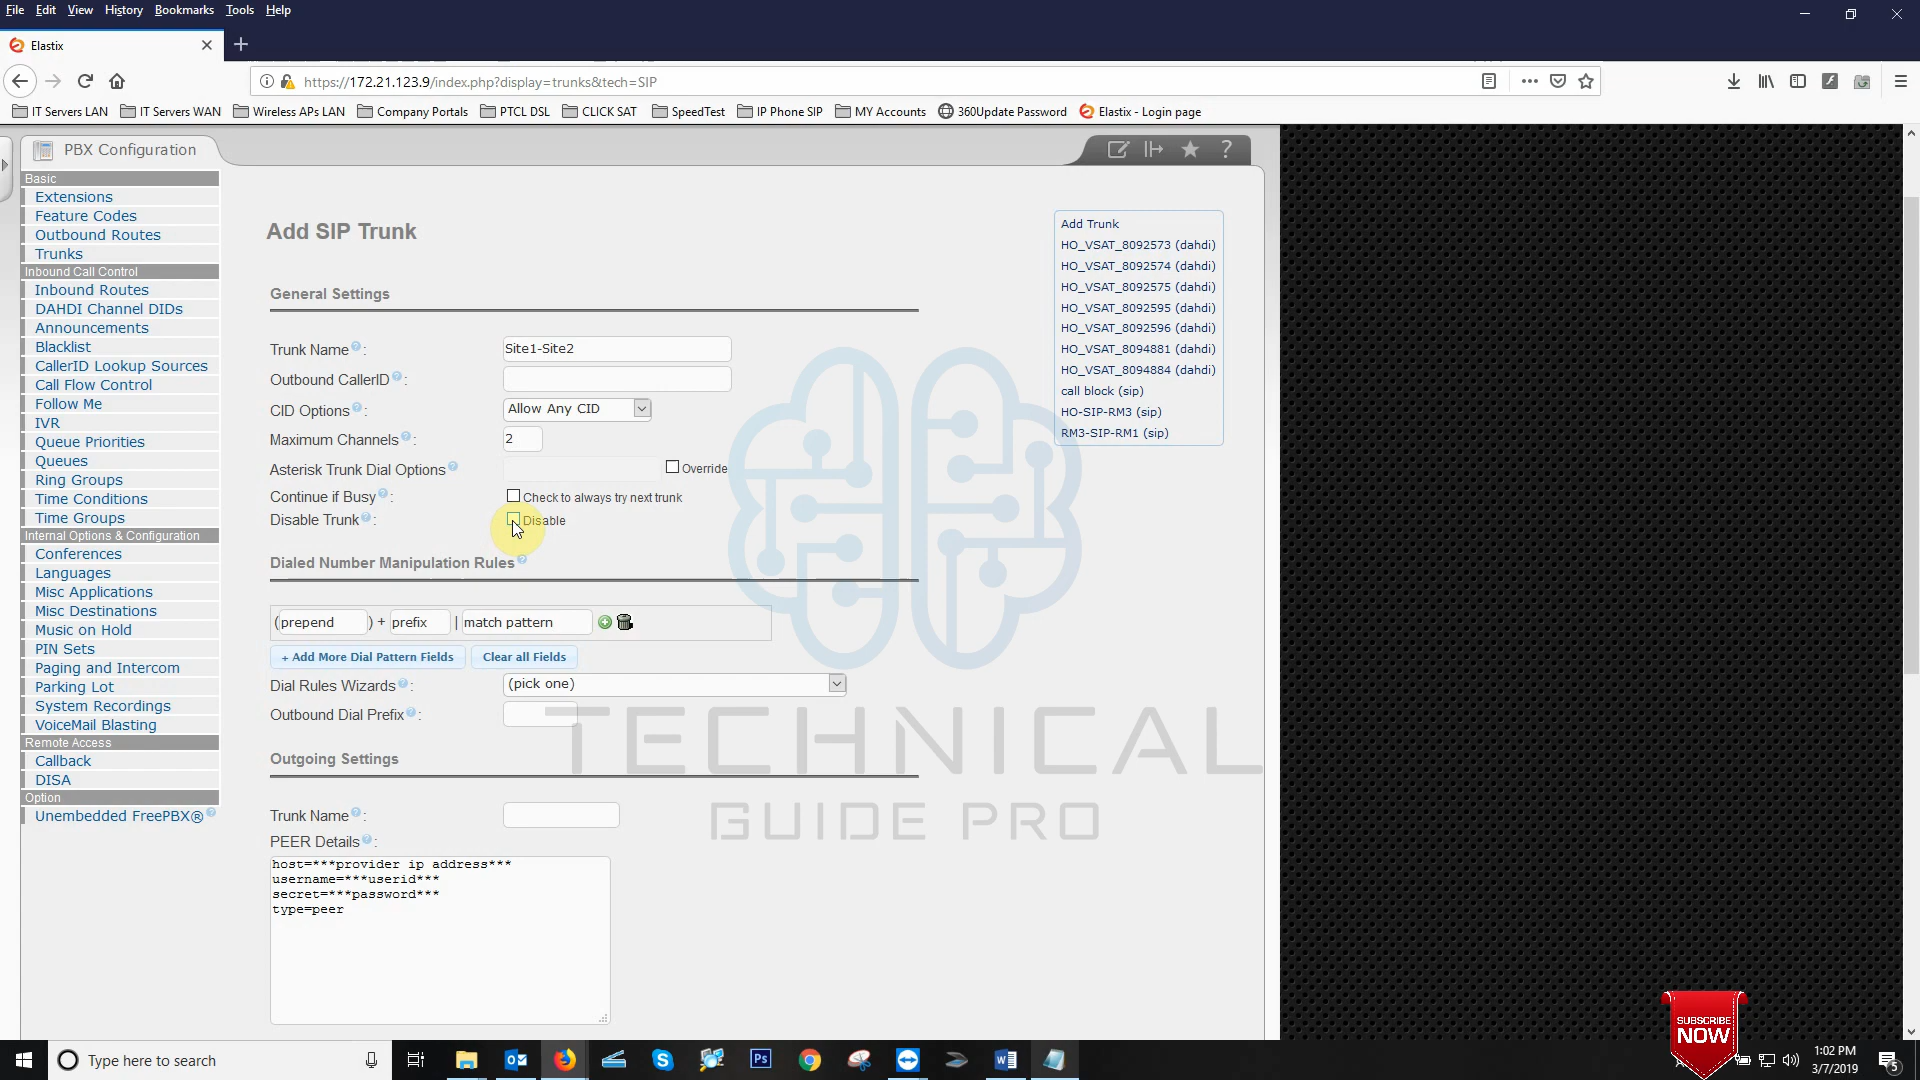 File Edit View History Bookmarks Tools Help
Elastix
https://172.21.123.9/index.php?display=trunks&tech=SIP
IT Servers LAN IT Servers WAN Wireless APs LAN Company Portals PTCL DSL CLICK SAT SpeedTest IP Phone SIP MY Accounts 360Update Password Elastix - Login page
PBX Configuration
Basic
Extensions
Feature Codes
Outbound Routes
Trunks
Inbound Call Control
Inbound Routes
DAHDI Channel DIDs
Announcements
Blacklist
CallerID Lookup Sources
Call Flow Control
Follow Me
IVR
Queue Priorities
Queues
Ring Groups
Time Conditions
Time Groups
Internal Options & Configuration
Conferences
Languages
Misc Applications
Misc Destinations
Music on Hold
PIN Sets
Paging and Intercom
Parking Lot
System Recordings
VoiceMail Blasting
Remote Access
Callback
DISA
Option
Unembedded FreePBX®
Add SIP Trunk
General Settings
Trunk Name: Site1-Site2
Outbound CallerID:
CID Options: Allow Any CID
Maximum Channels: 2
Asterisk Trunk Dial Options Override
Continue if Busy: Check to always try next trunk
Disable Trunk: Disable
Dialed Number Manipulation Rules
(prepend) + prefix | match pattern
+ Add More Dial Pattern Fields Clear all Fields
Dial Rules Wizards: (pick one)
Outbound Dial Prefix:
Outgoing Settings
Trunk Name:
PEER Details:
host=***provider ip address***
username=***userid***
secret=***password***
type=peer
Add Trunk
HO_VSAT_8092573 (dahdi)
HO_VSAT_8092574 (dahdi)
HO_VSAT_8092575 (dahdi)
HO_VSAT_8092595 (dahdi)
HO_VSAT_8092596 (dahdi)
HO_VSAT_8094881 (dahdi)
HO_VSAT_8094884 (dahdi)
call block (sip)
HO-SIP-RM3 (sip)
RM3-SIP-RM1 (sip)
TECHNICAL
GUIDE PRO
SUBSCRIBE
NOW
Type here to search
Ps
1:02 PM
3/7/2019
5